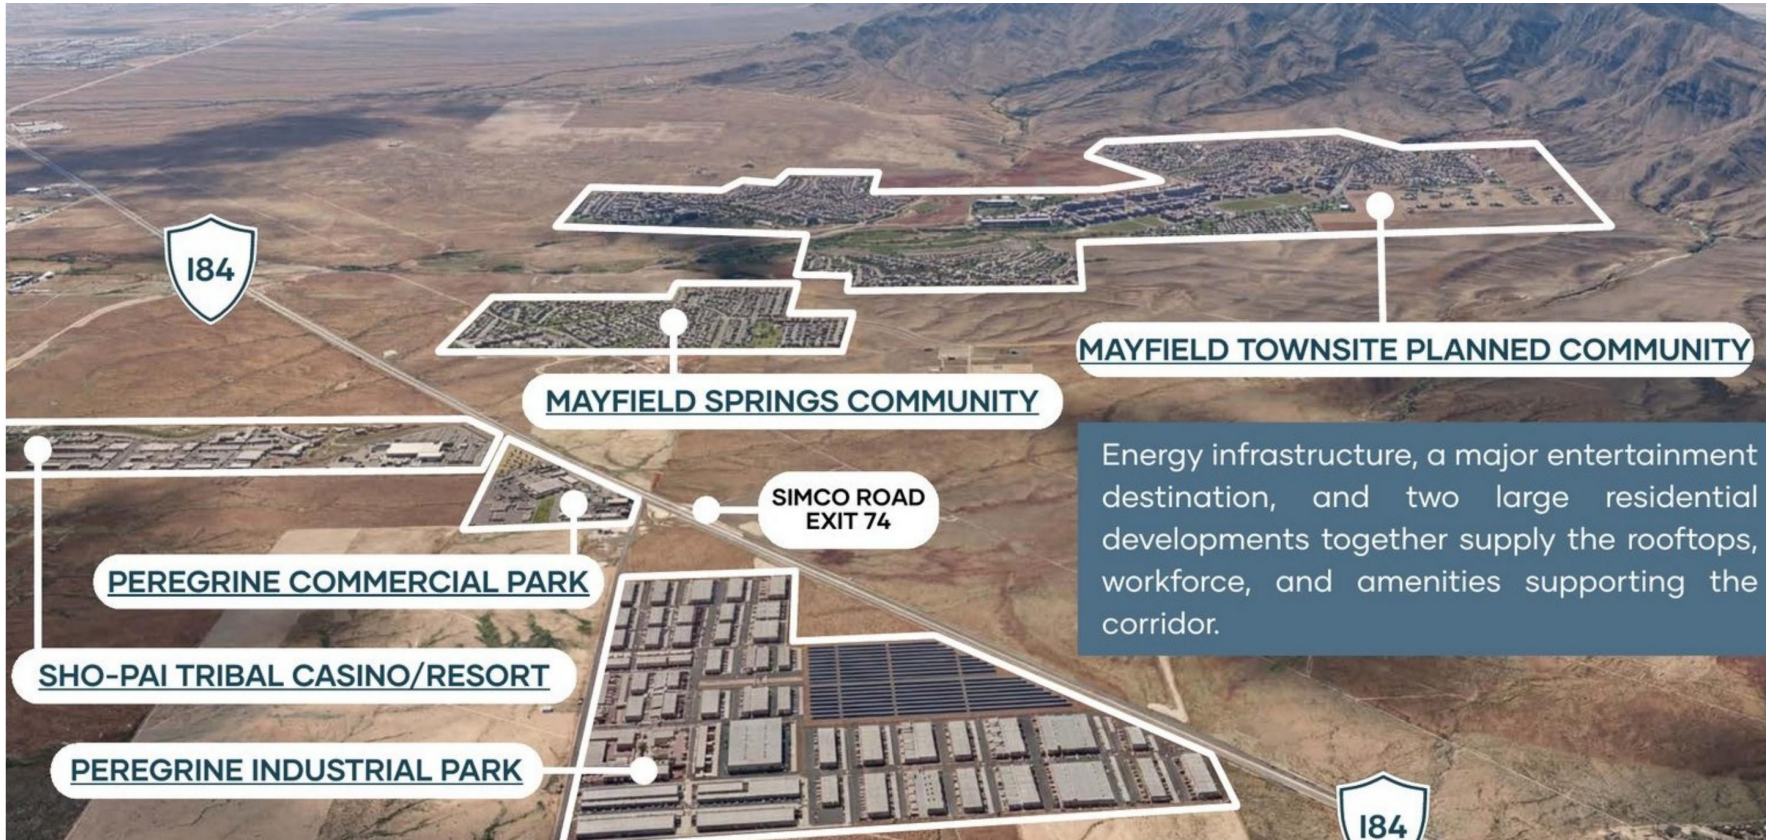 I84
MAYFIELD TOWNSITE PLANNED COMMUNITY
MAYFIELD SPRINGS COMMUNITY
Energy infrastructure, a major entertainment
destination, and two large residential
developments together supply the rooftops,
workforce, and amenities supporting the
corridor.
SIMCO ROAD
EXIT 74
PEREGRINE COMMERCIAL PARK
SHO-PAI TRIBAL CASINO/RESORT
PEREGRINE INDUSTRIAL PARK
I84